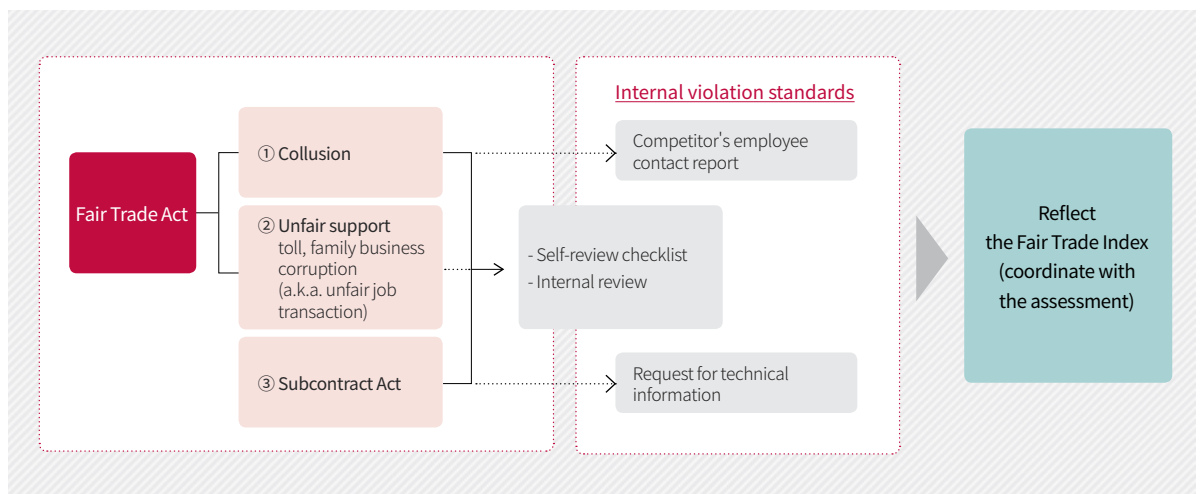 Fair Trade Act
① Collusion
② Unfair support
toll, family business
corruption
(a.k.a. unfair job
transaction)
③ Subcontract Act
- Self-review checklist
- Internal review
Internal violation standards
Competitor's employee
contact report
Request for technical
information
Reflect
the Fair Trade Index
(coordinate with
the assessment)